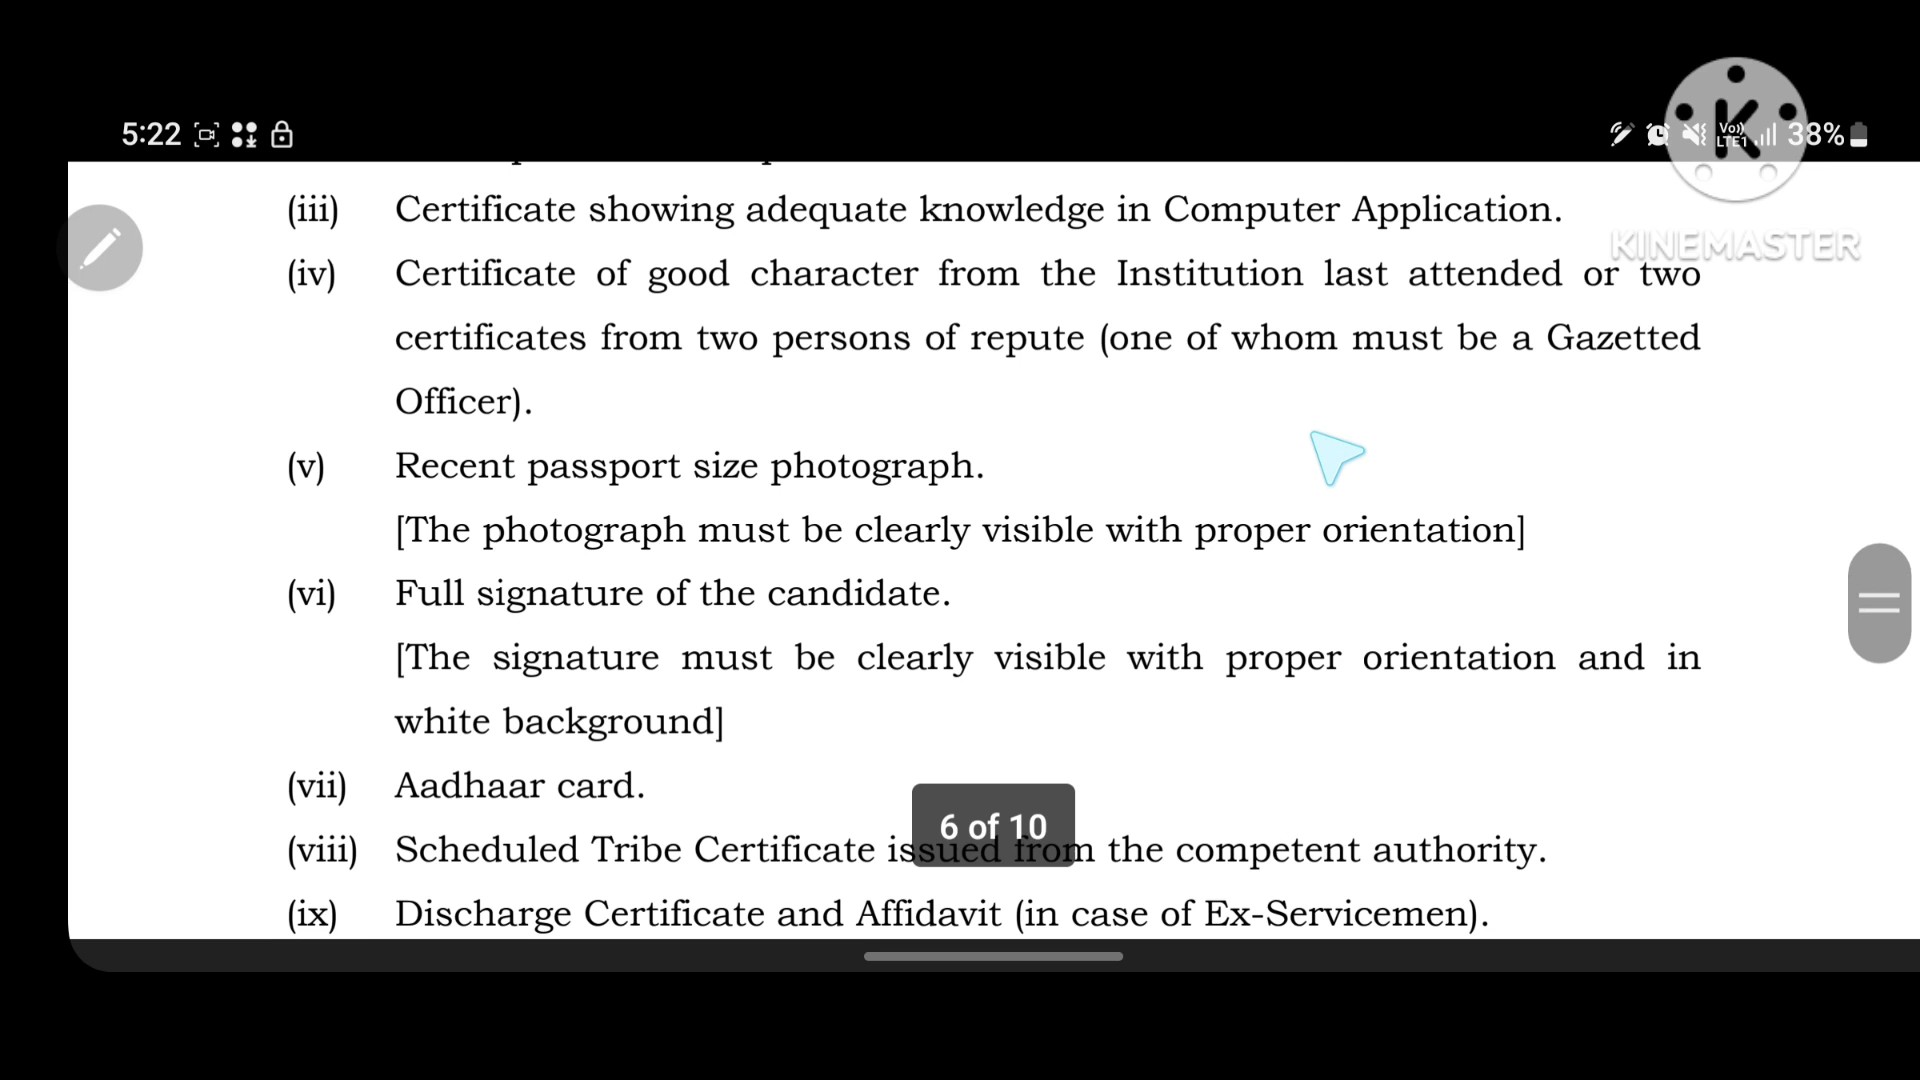 5:22
Vo))
LTE1
38%
K
KINEMASTER
(iii) Certificate showing adequate knowledge in Computer Application.
(iv) Certificate of good character from the Institution last attended or two
certificates from two persons of repute (one of whom must be a Gazetted
Officer).
(v) Recent passport size photograph.
[The photograph must be clearly visible with proper orientation]
(vi) Full signature of the candidate.
[The signature must be clearly visible with proper orientation and in
white background]
(vii) Aadhaar card.
6 of 10
(viii) Scheduled Tribe Certificate issued from the competent authority.
(ix) Discharge Certificate and Affidavit (in case of Ex-Servicemen).